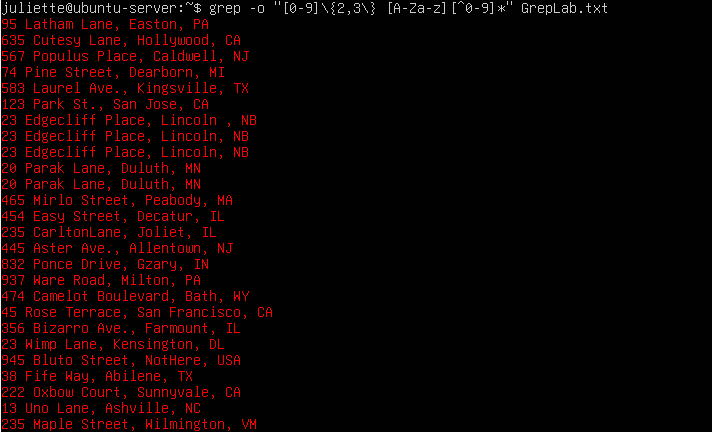 juliette@ubuntu-server:~$ grep -o "[0-9]\{2,3\} [A-Za-z][^0-9]*" GrepLab.txt
95 Latham Lane, Easton, PA
635 Cutesy Lane, Hollywood, CA
567 Populus Place, Caldwell, NJ
74 Pine Street, Dearborn, MI
583 Laurel Ave., Kingsville, TX
123 Park St., San Jose, CA
23 Edgecliff Place, Lincoln , NB
23 Edgecliff Place, Lincoln, NB
23 Edgecliff Place, Lincoln, NB
20 Parak Lane, Duluth, MN
20 Parak Lane, Duluth, MN
465 Mirlo Street, Peabody, MA
454 Easy Street, Decatur, IL
235 CarltonLane, Joliet, IL
445 Aster Ave., Allentown, NJ
832 Ponce Drive, Gzary, IN
937 Ware Road, Milton, PA
474 Camelot Boulevard, Bath, WY
45 Rose Terrace, San Francisco, CA
356 Bizarro Ave., Farmount, IL
23 Wimp Lane, Kensington, DL
945 Bluto Street, NotHere, USA
38 Fife Way, Abilene, TX
222 Oxbow Court, Sunnyvale, CA
13 Uno Lane, Ashville, NC
235 Maple Street, Wilmington, VM